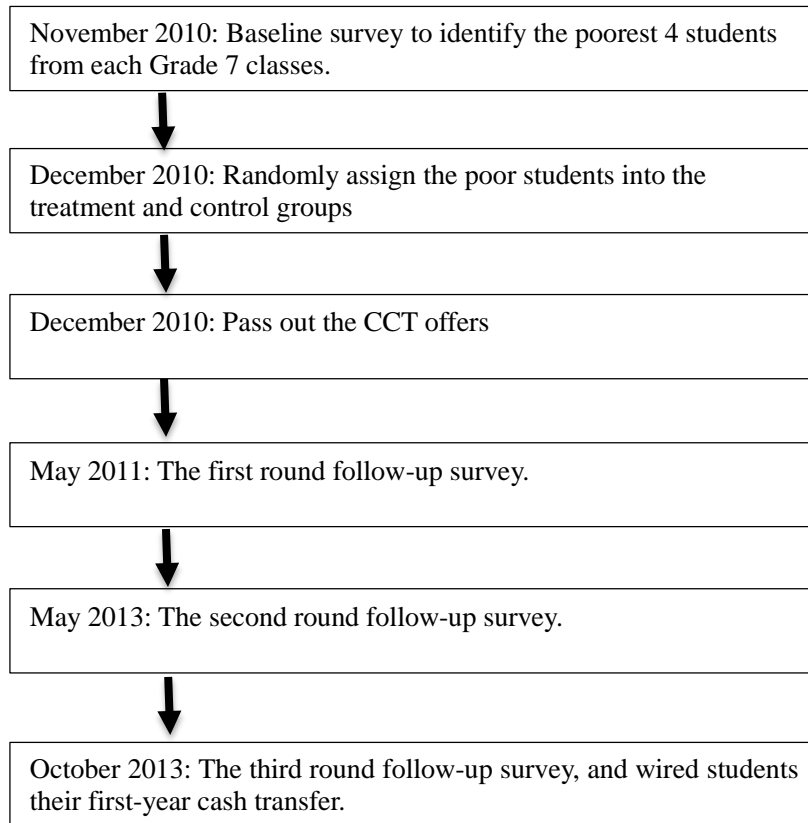 November 2010: Baseline survey to identify the poorest 4 students
from each Grade 7 classes.
December 2010: Randomly assign the poor students into the
treatment and control groups
December 2010: Pass out the CCT offers
May 2011: The first round follow-up survey.
May 2013: The second round follow-up survey.
October 2013: The third round follow-up survey, and wired students
their first-year cash transfer.